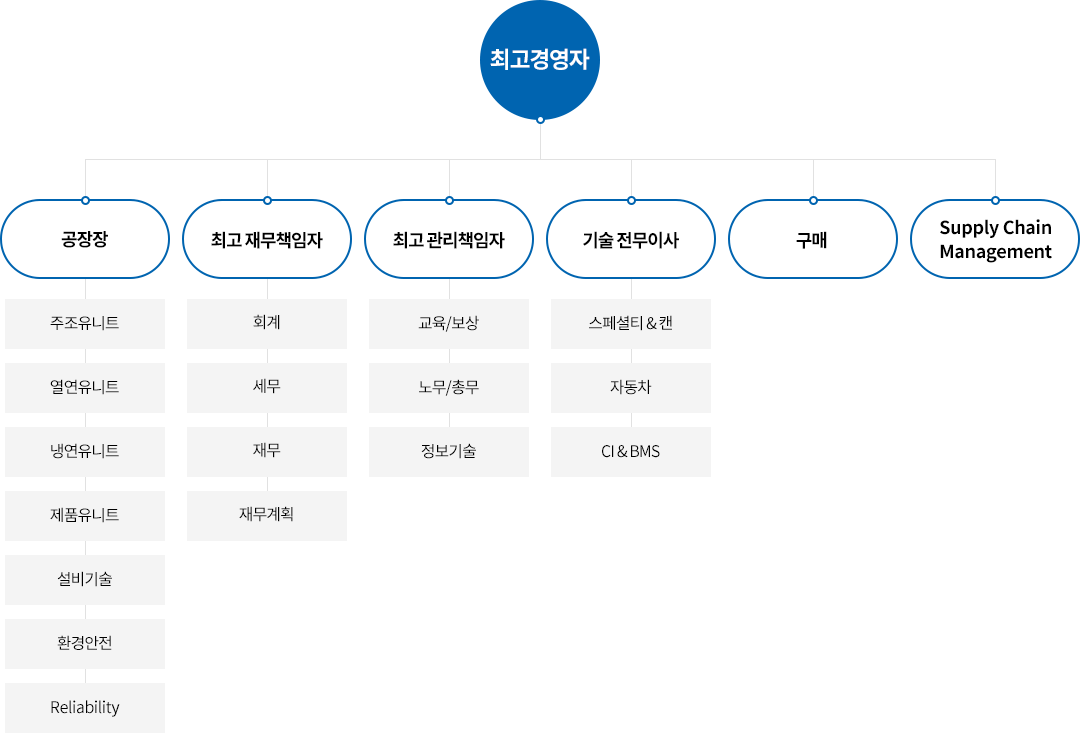 최고경영자
공장장
최고 재무책임자
최고 관리책임자
기술 전무이사
구매
Supply Chain
Management
주조유니트
열연유니트
냉연유니트
제품유니트
설비기술
환경안전
Reliability
회계
세무
재무
재무계획
교육/보상
노무/총무
정보기술
스페셜티 & 캔
자동차
CI & BMS